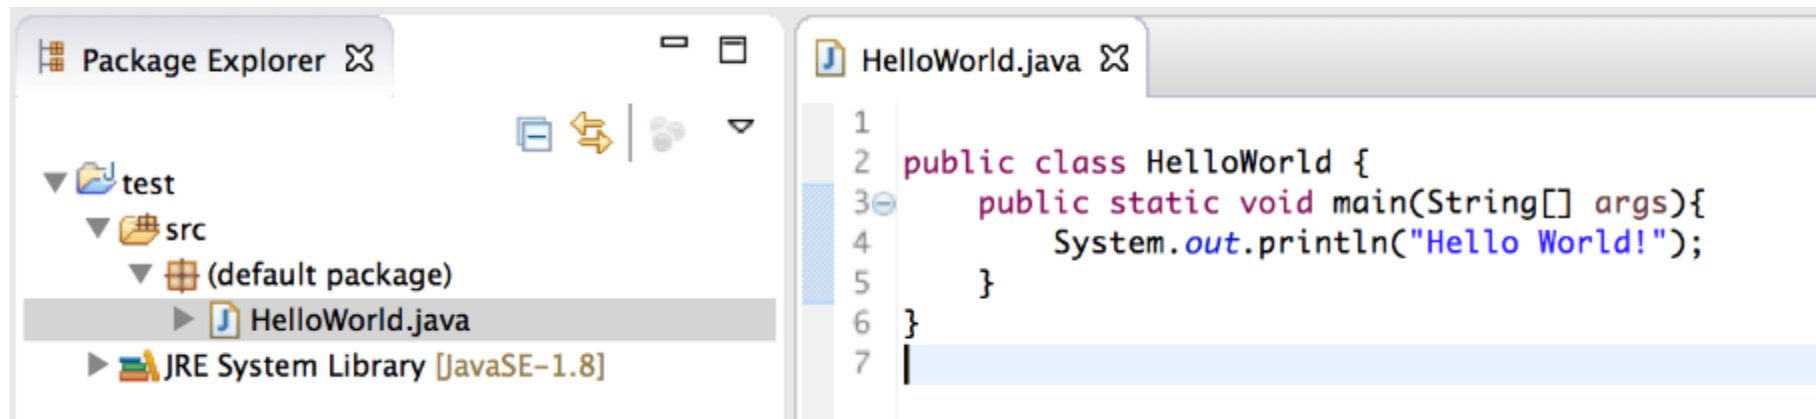 Package Explorer
test
src
(default package)
HelloWorld.java
JRE System Library [JavaSE-1.8]
HelloWorld.java
1
2 public class HelloWorld {
3 public static void main(String[] args){
4 System.out.println("Hello World!");
5 }
6 }
7